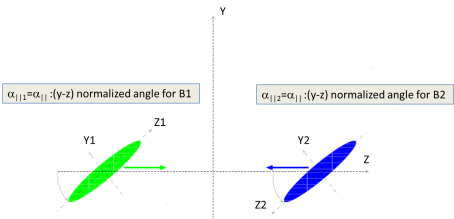 Y
α||1=α|| :(y-z) normalized angle for B1
α||2=α|| :(y-z) normalized angle for B2
Z1
Y1
Y2
Z
Z2